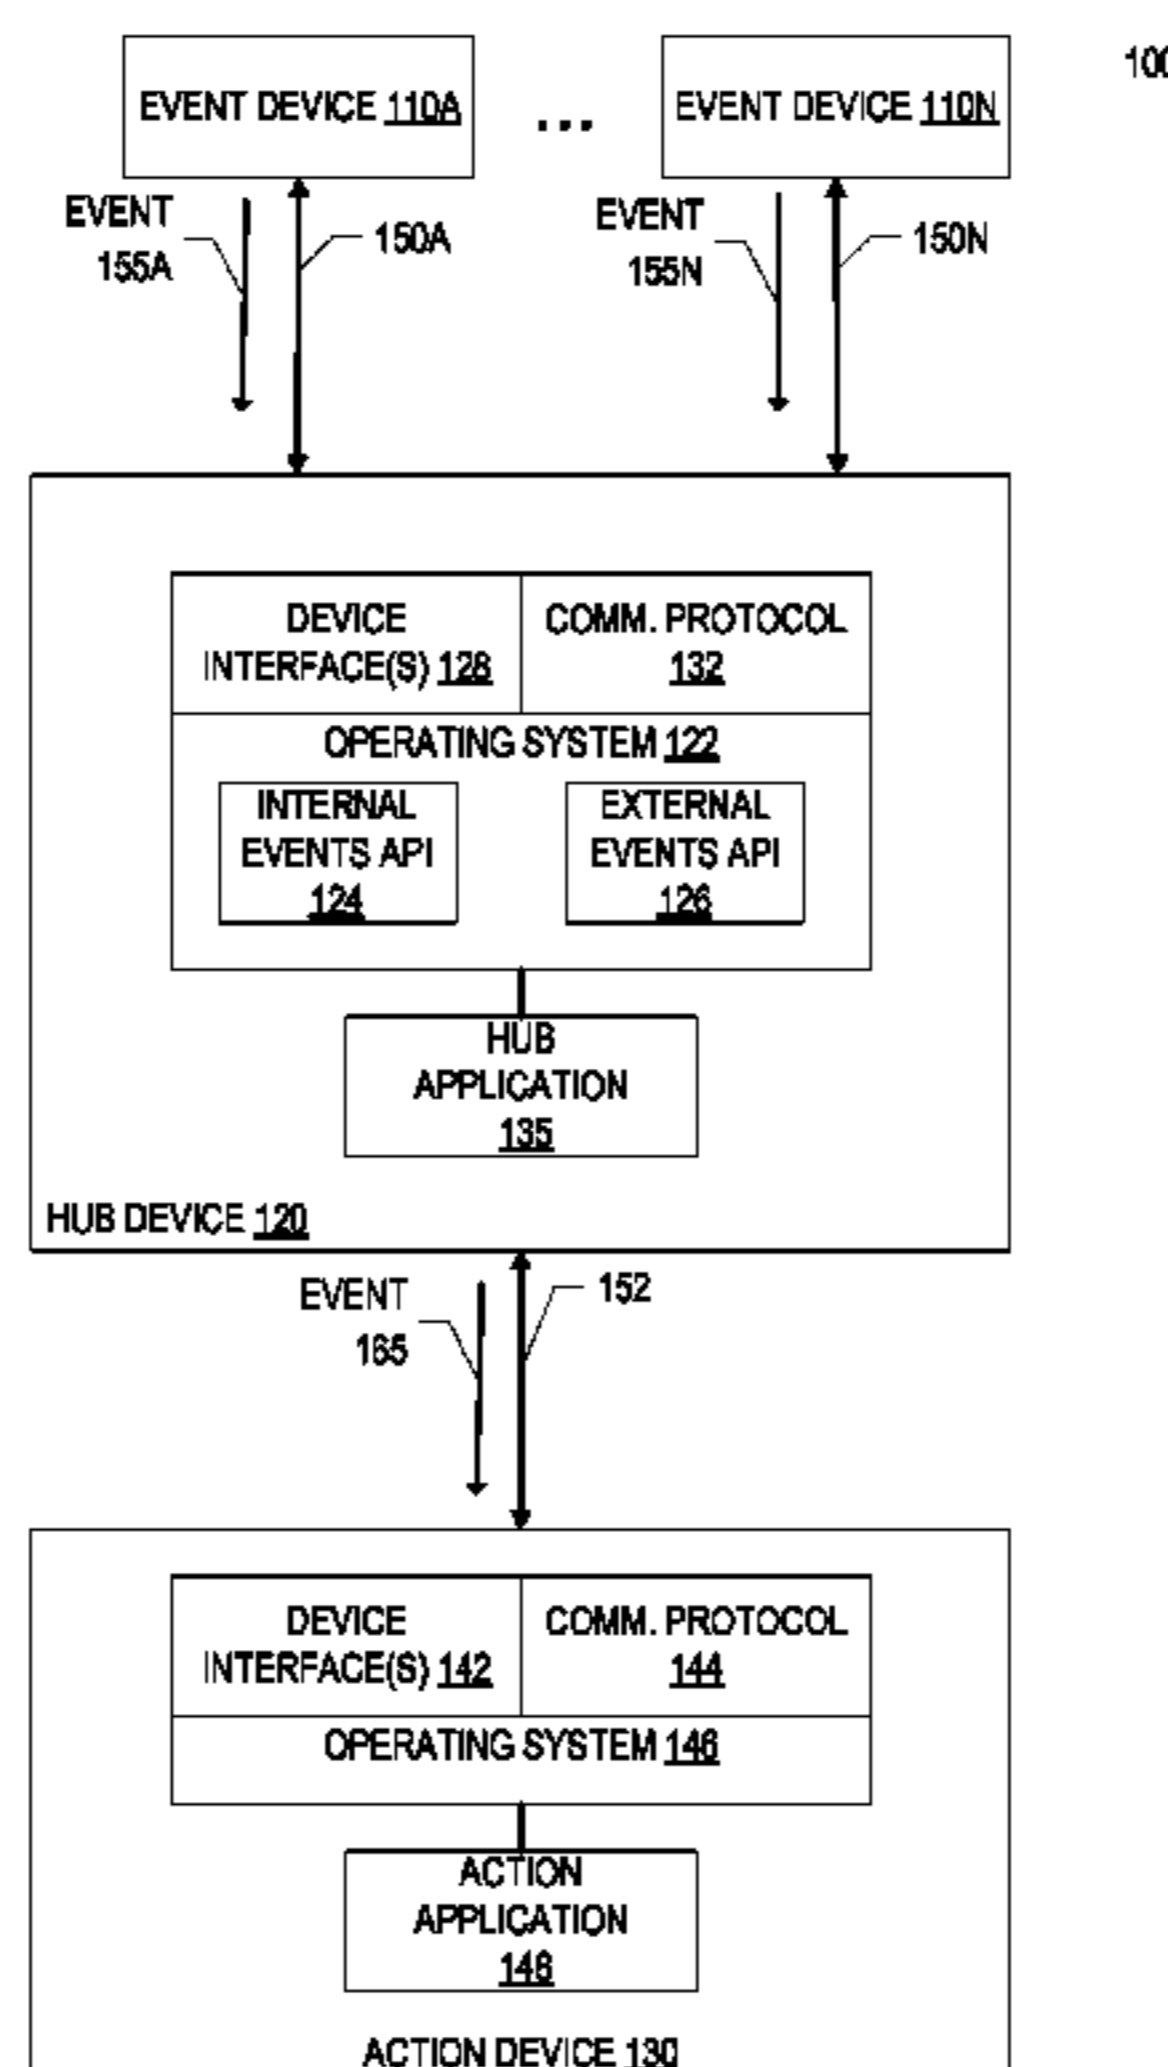 100
EVENT DEVICE 110A
...
EVENT DEVICE 110N
EVENT
155A
150A
EVENT
155N
150N
DEVICE
INTERFACE(S) 128
COMM. PROTOCOL
132
OPERATING SYSTEM 122
INTERNAL
EVENTS API
124
EXTERNAL
EVENTS API
126
HUB
APPLICATION
135
HUB DEVICE 120
EVENT
165
152
DEVICE
INTERFACE(S) 142
COMM. PROTOCOL
144
OPERATING SYSTEM 146
ACTION
APPLICATION
148
ACTION DEVICE 130